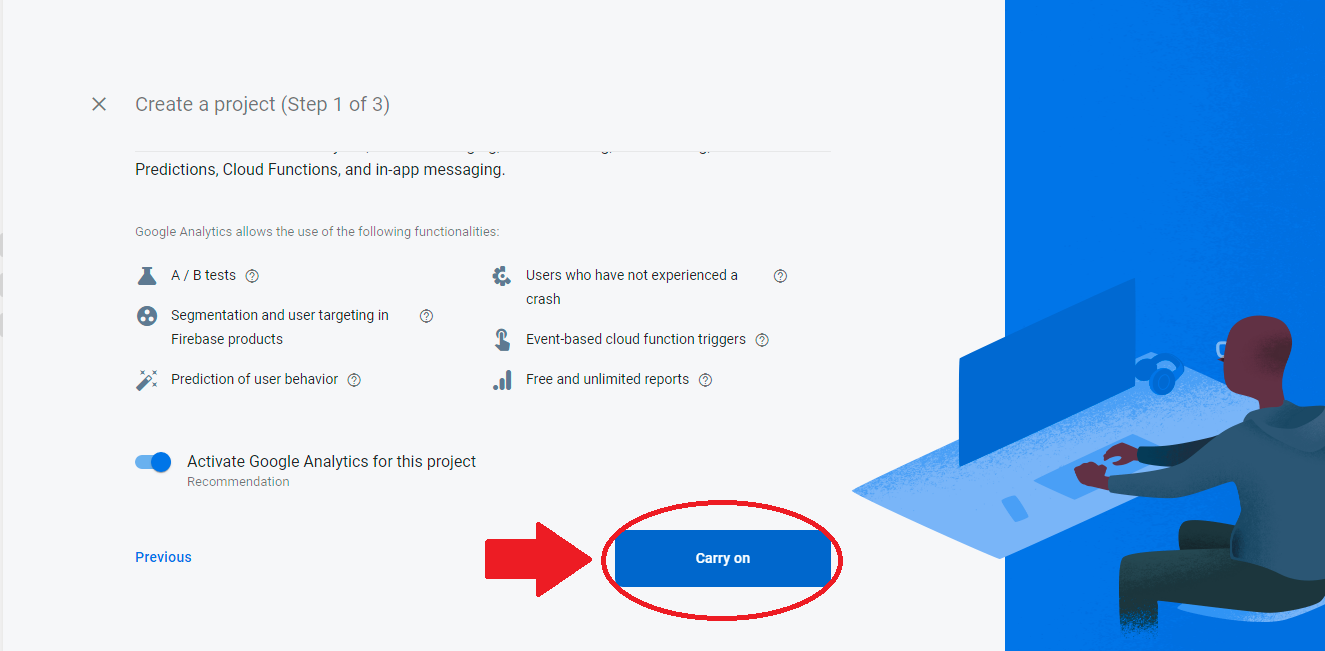 Create a project (Step 1 of 3)
Predictions, Cloud Functions, and in-app messaging.
Google Analytics allows the use of the following functionalities:
A / B tests
Users who have not experienced a
crash
Segmentation and user targeting in
Firebase products
Event-based cloud function triggers
Prediction of user behavior
Free and unlimited reports
Activate Google Analytics for this project
Recommendation
Previous
Carry on